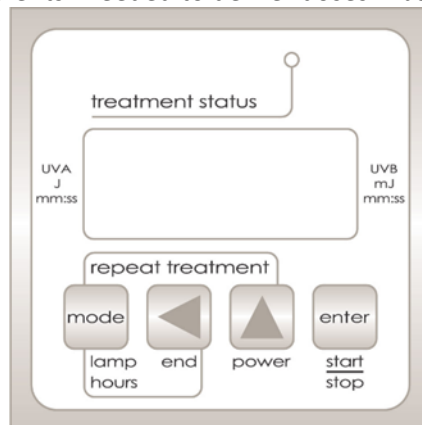 treatment status
UVA
J
mm:ss
UVB
mJ
mm:ss
repeat treatment
mode
enter
lamp
hours
end
power
start
stop